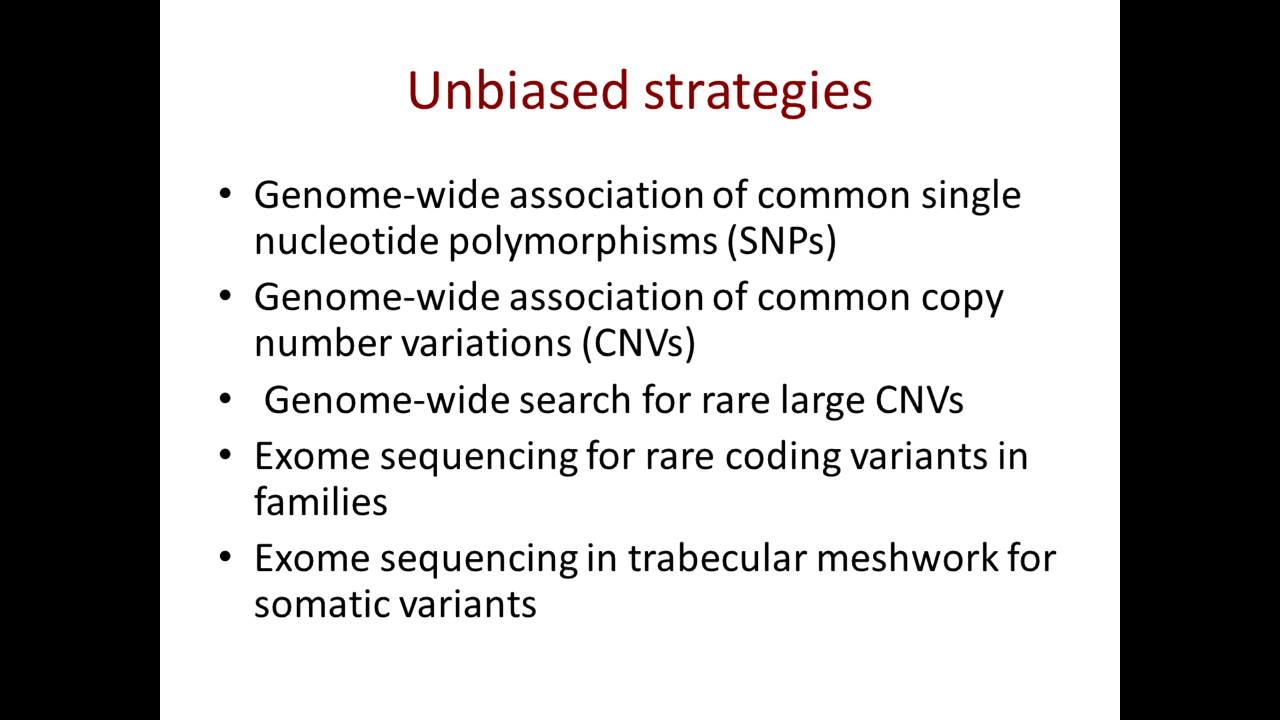 Unbiased strategies
• Genome-wide association of common single
nucleotide polymorphisms (SNPs)
• Genome-wide association of common copy
number variations (CNVs)
• Genome-wide search for rare large CNVs
• Exome sequencing for rare coding variants in
families
• Exome sequencing in trabecular meshwork for
somatic variants